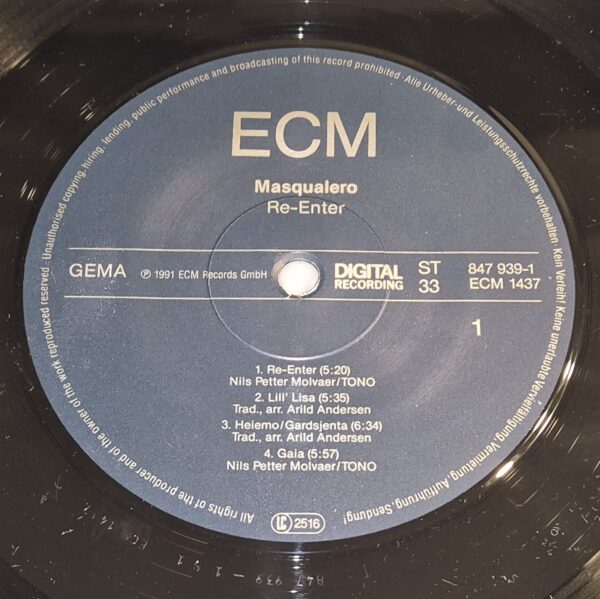 Unauthorised copying, hiring, lending, public performance and broadcasting of this record prohibited · Alle Urheber-und Leistungsschutzrechte vorbehalten · Kein Verleih! Keine unerlaubte Vervielfältigung, Vermietung, Aufführung, Sendung!
ECM
Masqualero
Re-Enter
GEMA
℗ 1991 ECM Records GmbH
DIGITAL
RECORDING
ST
33
847 939-1
ECM 1437
1
1. Re-Enter (5:20)
Nils Petter Molvaer/TONO
2. Lill' Lisa (5:35)
Trad., arr. Arild Andersen
3. Heiemo/Gardsjenta (6:34)
Trad., arr. Arild Andersen
4. Gaia (5:57)
Nils Petter Molvaer/TONO
LC 2516
All rights of the producer and of the owner of the work reproduced reserved ·